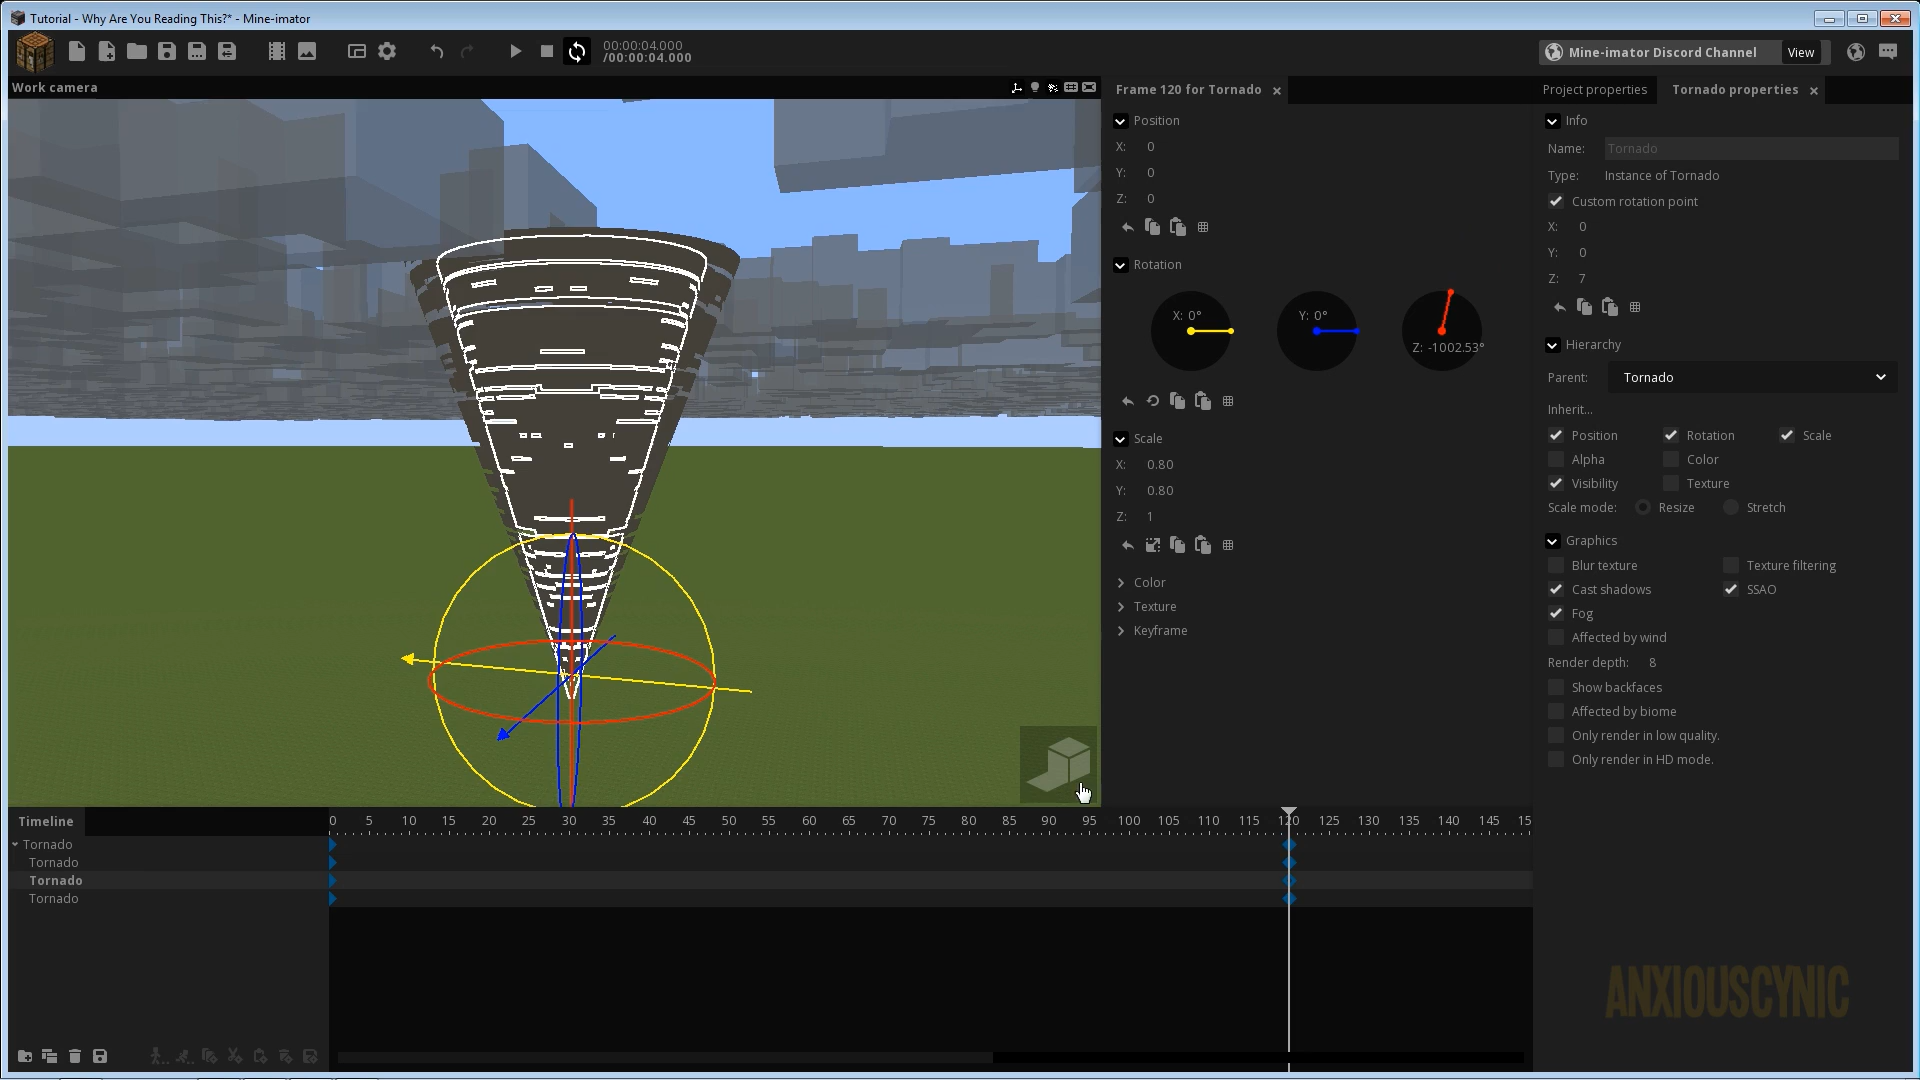 Tutorial - Why Are You Reading This?* - Mine-imator
00:00:04.000
/00:00:04.000
Mine-imator Discord Channel
View
Work camera
Frame 120 for Tornado
Position
X: 0
Y: 0
Z: 0
Rotation
X: 0°
Y: 0°
Z: -1002.53°
Scale
X: 0.80
Y: 0.80
Z: 1
Color
Texture
Keyframe
Project properties
Tornado properties
Info
Name: Tornado
Type: Instance of Tornado
Custom rotation point
X: 0
Y: 0
Z: 7
Hierarchy
Parent: Tornado
Inherit...
Position Rotation Scale
Alpha Color
Visibility Texture
Scale mode: Resize Stretch
Graphics
Blur texture Texture filtering
Cast shadows SSAO
Fog
Affected by wind
Render depth: 8
Show backfaces
Affected by biome
Only render in low quality.
Only render in HD mode.
ANXIOUSCYNIC
Timeline
0 5 10 15 20 25 30 35 40 45 50 55 60 65 70 75 80 85 90 95 100 105 110 115 120 125 130 135 140 145 15
Tornado
Tornado
Tornado
Tornado